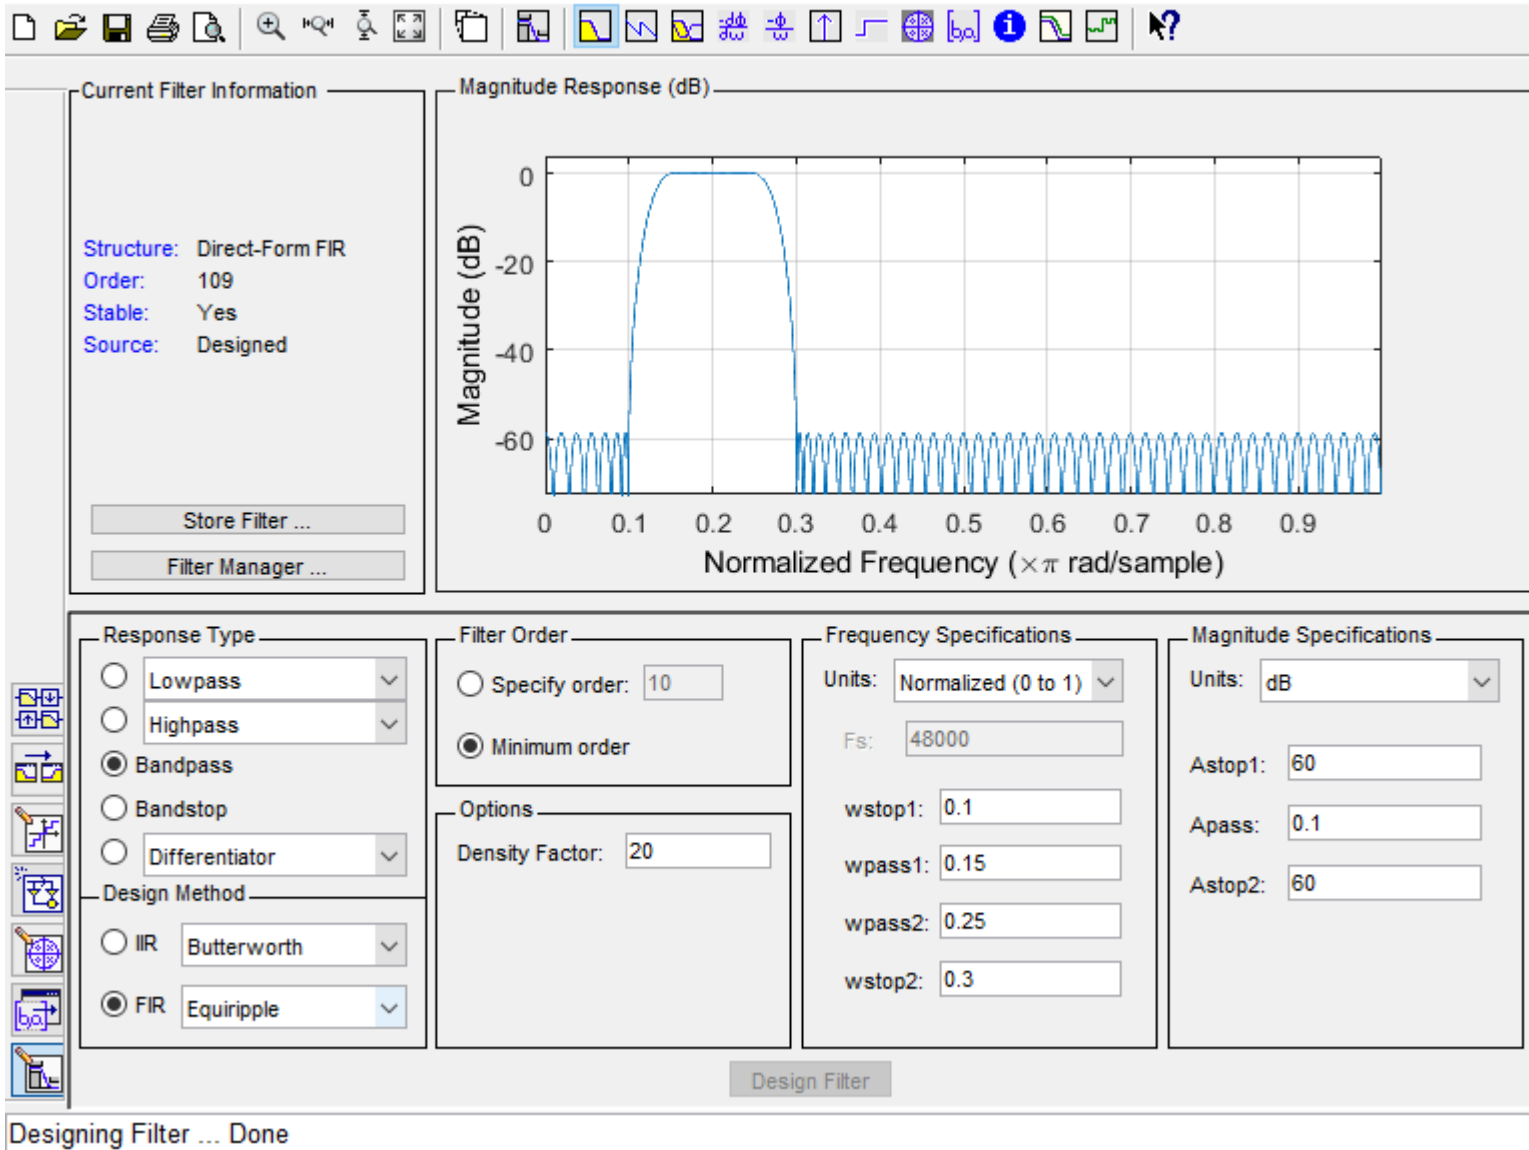 Current Filter Information
Structure: Direct-Form FIR
Order: 109
Stable: Yes
Source: Designed
Store Filter ...
Filter Manager ...
Magnitude Response (dB)
Magnitude (dB)
0
-20
-40
-60
0 0.1 0.2 0.3 0.4 0.5 0.6 0.7 0.8 0.9
Normalized Frequency (×π rad/sample)
Response Type
Lowpass
Highpass
Bandpass
Bandstop
Differentiator
Design Method
IIR Butterworth
FIR Equiripple
Filter Order
Specify order: 10
Minimum order
Options
Density Factor: 20
Frequency Specifications
Units: Normalized (0 to 1)
Fs: 48000
wstop1: 0.1
wpass1: 0.15
wpass2: 0.25
wstop2: 0.3
Magnitude Specifications
Units: dB
Astop1: 60
Apass: 0.1
Astop2: 60
Design Filter
Designing Filter ... Done